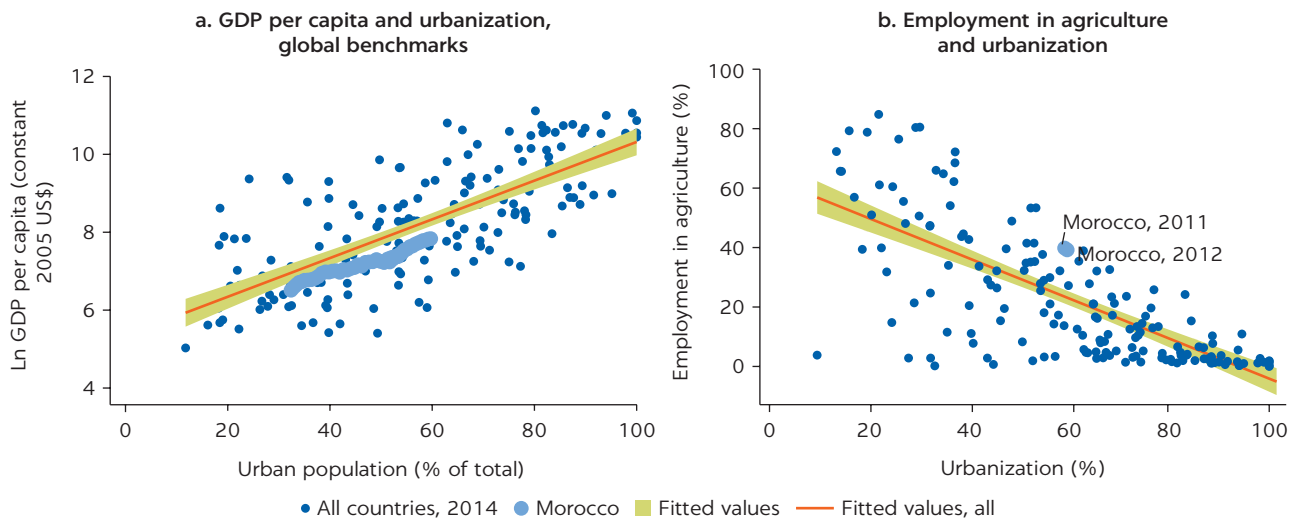 a. GDP per capita and urbanization,
global benchmarks
Ln GDP per capita (constant
2005 US$)
12
10
8
6
4
0
20
40
60
80
100
Urban population (% of total)
b. Employment in agriculture
and urbanization
Employment in agriculture (%)
100
80
60
40
20
0
Morocco, 2011
Morocco, 2012
0
20
40
60
80
100
Urbanization (%)
All countries, 2014
Morocco
Fitted values
Fitted values, all